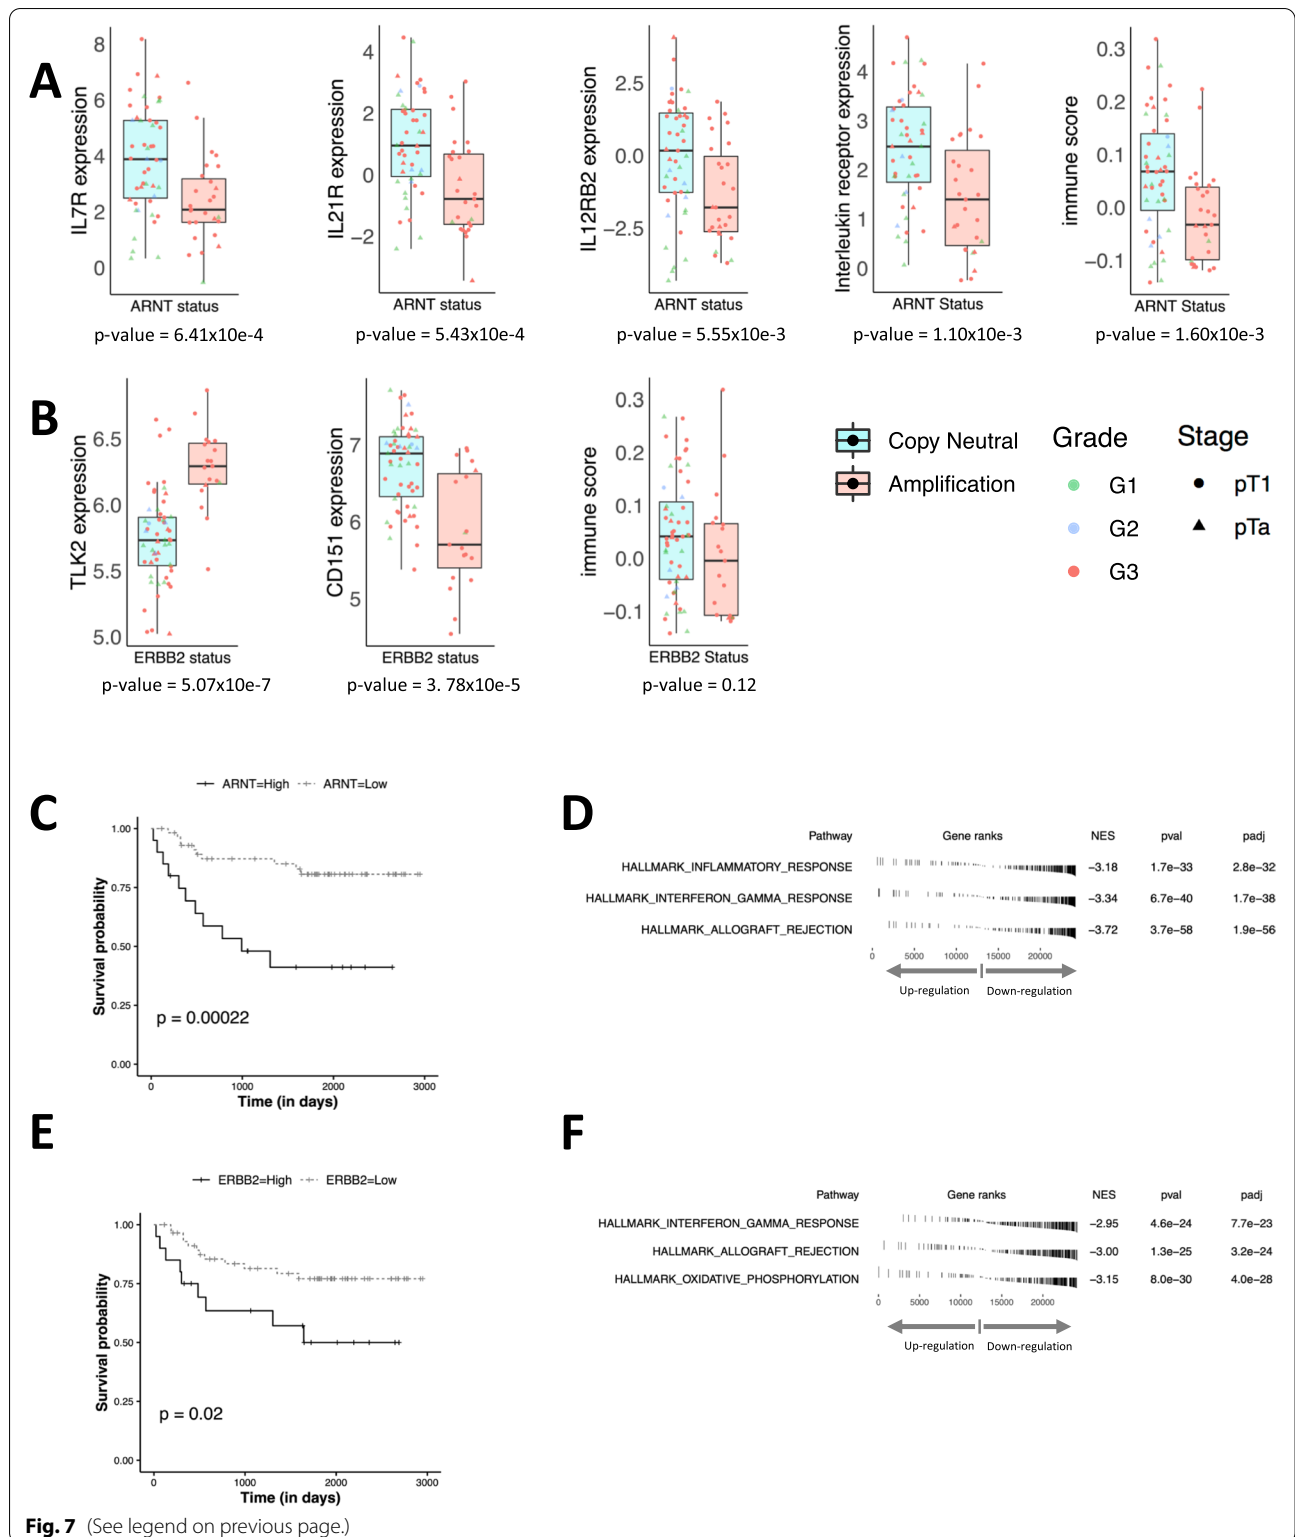 A
IL7R expression
8
6
4
2
0
ARNT status
p-value = 6.41x10e-4
IL21R expression
4
2
0
−2
ARNT status
p-value = 5.43x10e-4
IL12RB2 expression
2.5
0.0
−2.5
ARNT status
p-value = 5.55x10e-3
Interleukin receptor expression
4
3
2
1
0
ARNT Status
p-value = 1.10x10e-3
immune score
0.3
0.2
0.1
0.0
−0.1
ARNT Status
p-value = 1.60x10e-3
B
TLK2 expression
6.5
6.0
5.5
5.0
ERBB2 status
p-value = 5.07x10e-7
CD151 expression
7
6
5
ERBB2 status
p-value = 3. 78x10e-5
immune score
0.3
0.2
0.1
0.0
−0.1
ERBB2 Status
p-value = 0.12
Copy Neutral
Amplification
Grade
G1
G2
G3
Stage
pT1
pTa
C
ARNT=High ARNT=Low
Survival probability
1.00
0.75
0.50
0.25
0.00
p = 0.00022
0 1000 2000 3000
Time (in days)
D
Pathway Gene ranks NES pval padj
HALLMARK_INFLAMMATORY_RESPONSE −3.18 1.7e−33 2.8e−32
HALLMARK_INTERFERON_GAMMA_RESPONSE −3.34 6.7e−40 1.7e−38
HALLMARK_ALLOGRAFT_REJECTION −3.72 3.7e−58 1.9e−56
0 5000 10000 15000 20000
Up-regulation Down-regulation
E
ERBB2=High ERBB2=Low
Survival probability
1.00
0.75
0.50
0.25
0.00
p = 0.02
0 1000 2000 3000
Time (in days)
F
Pathway Gene ranks NES pval padj
HALLMARK_INTERFERON_GAMMA_RESPONSE −2.95 4.6e−24 7.7e−23
HALLMARK_ALLOGRAFT_REJECTION −3.00 1.3e−25 3.2e−24
HALLMARK_OXIDATIVE_PHOSPHORYLATION −3.15 8.0e−30 4.0e−28
0 5000 10000 15000 20000
Up-regulation Down-regulation
Fig. 7 (See legend on previous page.)